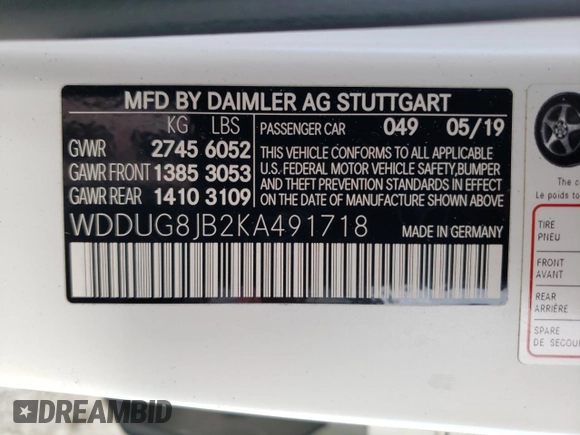 MFD BY DAIMLER AG STUTTGART
KG LBS
GVWR 2745 6052
GAWR FRONT 1385 3053
GAWR REAR 1410 3109
PASSENGER CAR 049 05/19
THIS VEHICLE CONFORMS TO ALL APPLICABLE
U.S. FEDERAL MOTOR VEHICLE SAFETY, BUMPER
AND THEFT PREVENTION STANDARDS IN EFFECT
ON THE DATE OF MANUFACTURE SHOWN ABOVE
WDDUG8JB2KA491718 MADE IN GERMANY
Le poids to
TIRE
PNEU
FRONT
AVANT
REAR
ARRIÈRE
SPARE
DE SECOU
DREAMBID